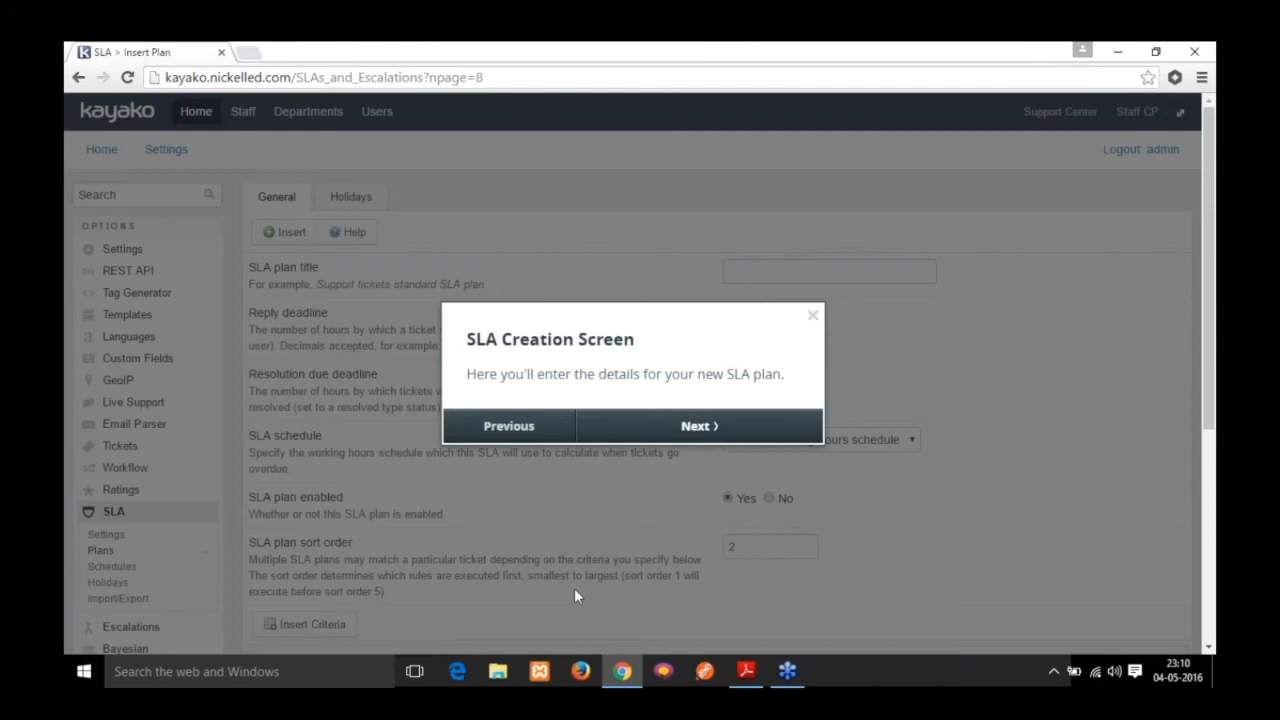 SLA > Insert Plan
kayako.nickelled.com/SLAs_and_Escalations?npage=8
kayako Home Staff Departments Users Support Center Staff CP
Home Settings Logout: admin
Search
General Holidays
OPTIONS
Insert Help
Settings
REST API
Tag Generator
Templates
Languages
Custom Fields
GeoIP
Live Support
Email Parser
Tickets
Workflow
Ratings
SLA
Settings
Plans
Schedules
Holidays
Import/Export
Escalations
Bayesian
SLA plan title
For example, Support tickets standard SLA plan.
Reply deadline
The number of hours by which a ticket
user). Decimals accepted, for example
Resolution due deadline
The number of hours by which tickets
resolved (set to a resolved type status)
SLA schedule
Specify the working hours schedule which this SLA will use to calculate when tickets go
overdue.
hours schedule
SLA plan enabled
Whether or not this SLA plan is enabled.
Yes No
SLA plan sort order
Multiple SLA plans may match a particular ticket depending on the criteria you specify below.
The sort order determines which rules are executed first, smallest to largest (sort order 1 will
execute before sort order 5).
2
Insert Criteria
SLA Creation Screen
Here you'll enter the details for your new SLA plan.
Previous Next ›
Search the web and Windows
23:10
04-05-2016